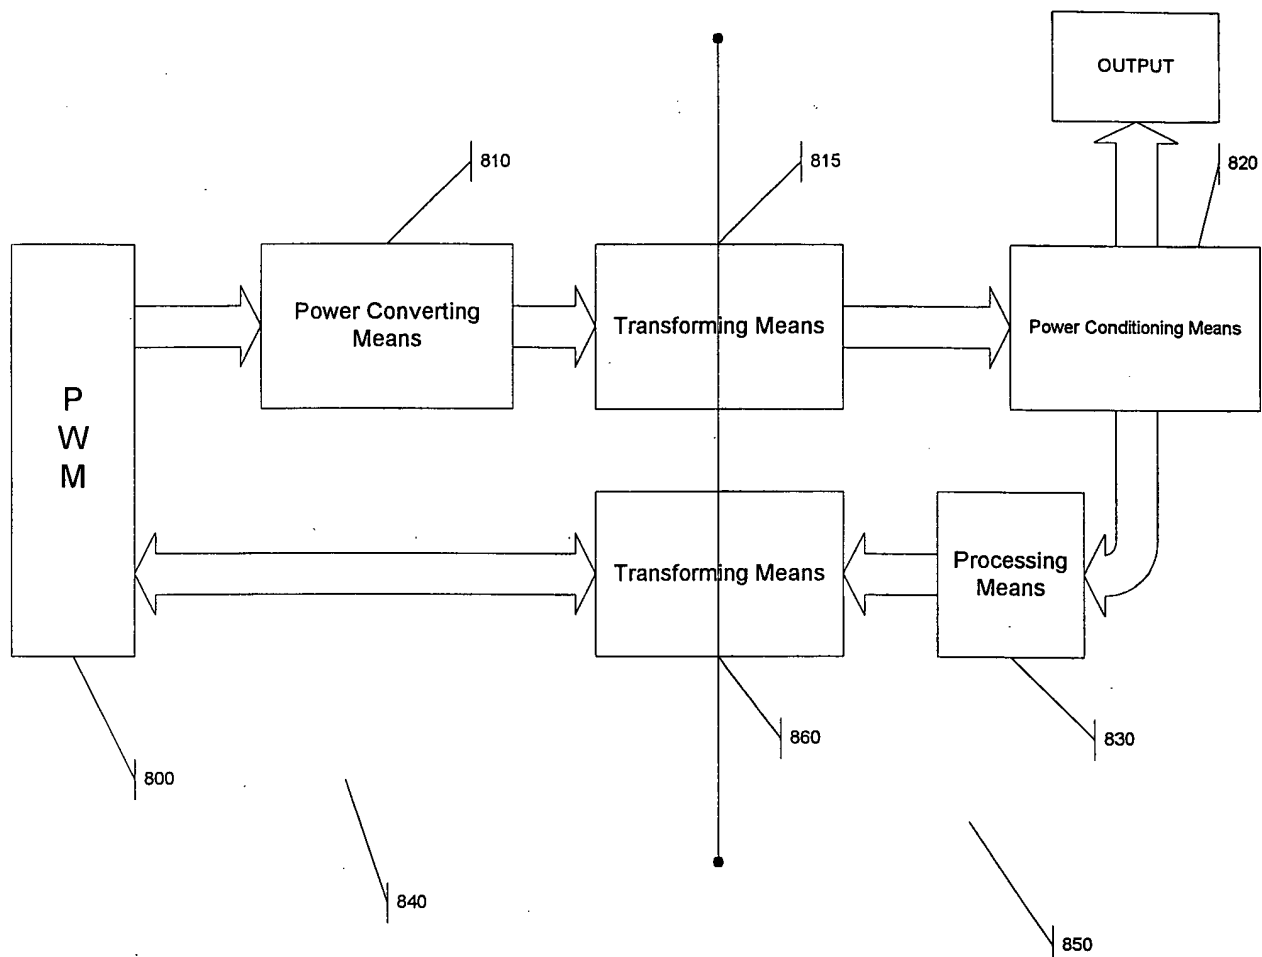 OUTPUT
810
815
820
Power Converting
Means
Transforming Means
Power Conditioning Means
P
W
M
Transforming Means
Processing
Means
800
860
830
840
850